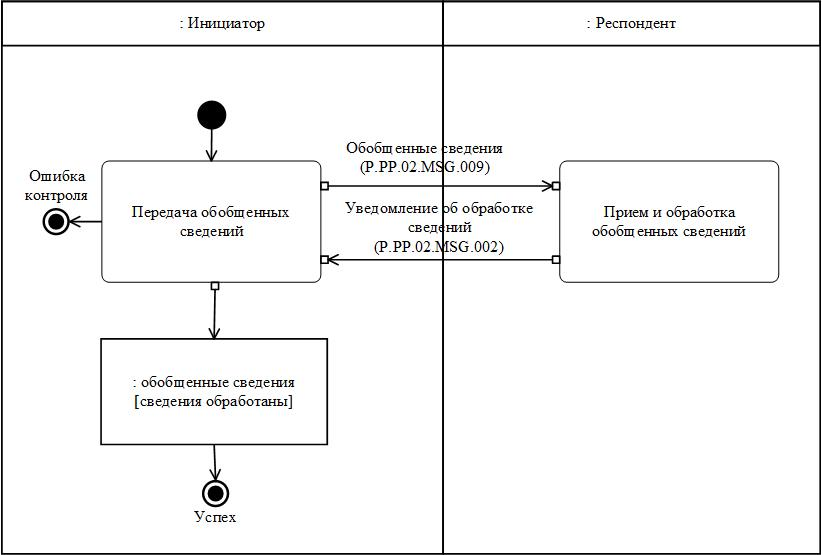 : Инициатор
: Респондент
Обобщенные сведения
(P.PP.02.MSG.009)
Ошибка
контроля
Передача обобщенных
сведений
Уведомление об обработке
сведений
(P.PP.02.MSG.002)
Прием и обработка
обобщенных сведений
: обобщенные сведения
[сведения обработаны]
Успех